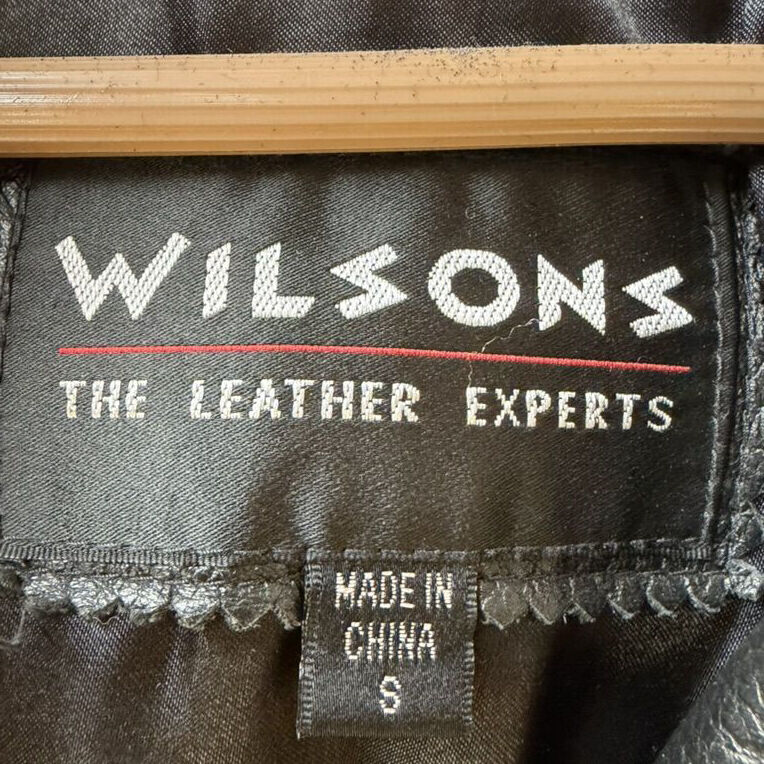 WILSONS
THE LEATHER EXPERTS
MADE IN
CHINA
S